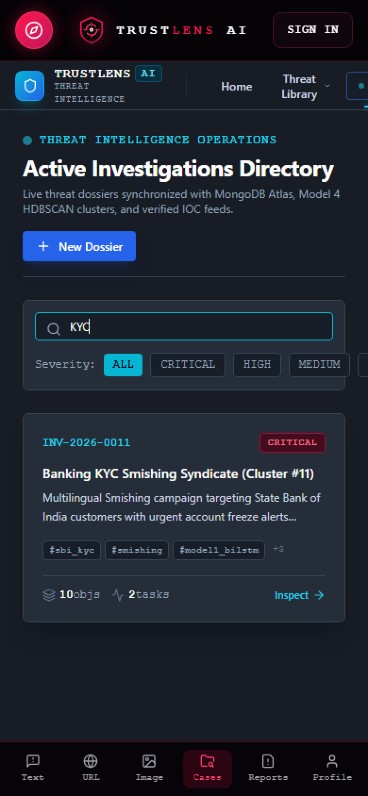 TRUSTLENS AI
SIGN IN
TRUSTLENS AI
THREAT
INTELLIGENCE
Home
Threat
Library
THREAT INTELLIGENCE OPERATIONS
Active Investigations Directory
Live threat dossiers synchronized with MongoDB Atlas, Model 4
HDBSCAN clusters, and verified IOC feeds.
+ New Dossier
KYC
Severity: ALL CRITICAL HIGH MEDIUM
INV-2026-0011
CRITICAL
Banking KYC Smishing Syndicate (Cluster #11)
Multilingual Smishing campaign targeting State Bank of
India customers with urgent account freeze alerts...
#sbi_kyc #smishing #model1_bilstm +3
10objs 2tasks Inspect →
Text URL Image Cases Reports Profile